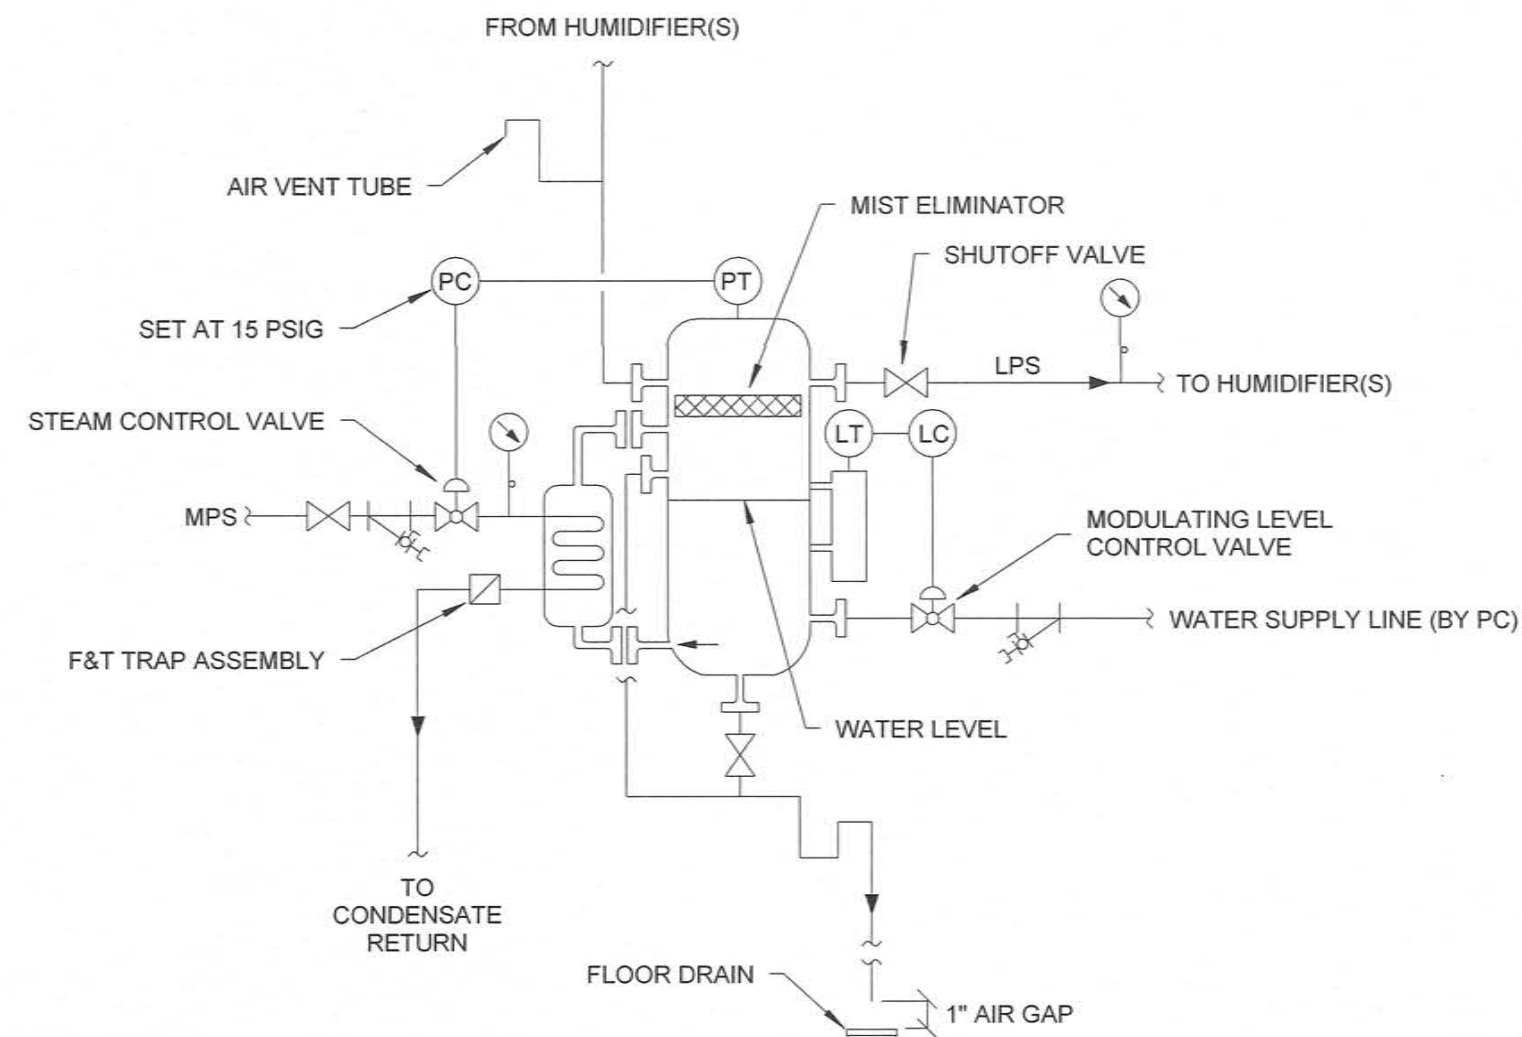 FROM HUMIDIFIER(S)
AIR VENT TUBE
MIST ELIMINATOR
SHUTOFF VALVE
PC
PT
SET AT 15 PSIG
LPS
TO HUMIDIFIER(S)
STEAM CONTROL VALVE
LT
LC
MPS
MODULATING LEVEL
CONTROL VALVE
WATER SUPPLY LINE (BY PC)
F&T TRAP ASSEMBLY
WATER LEVEL
TO
CONDENSATE
RETURN
FLOOR DRAIN
1" AIR GAP